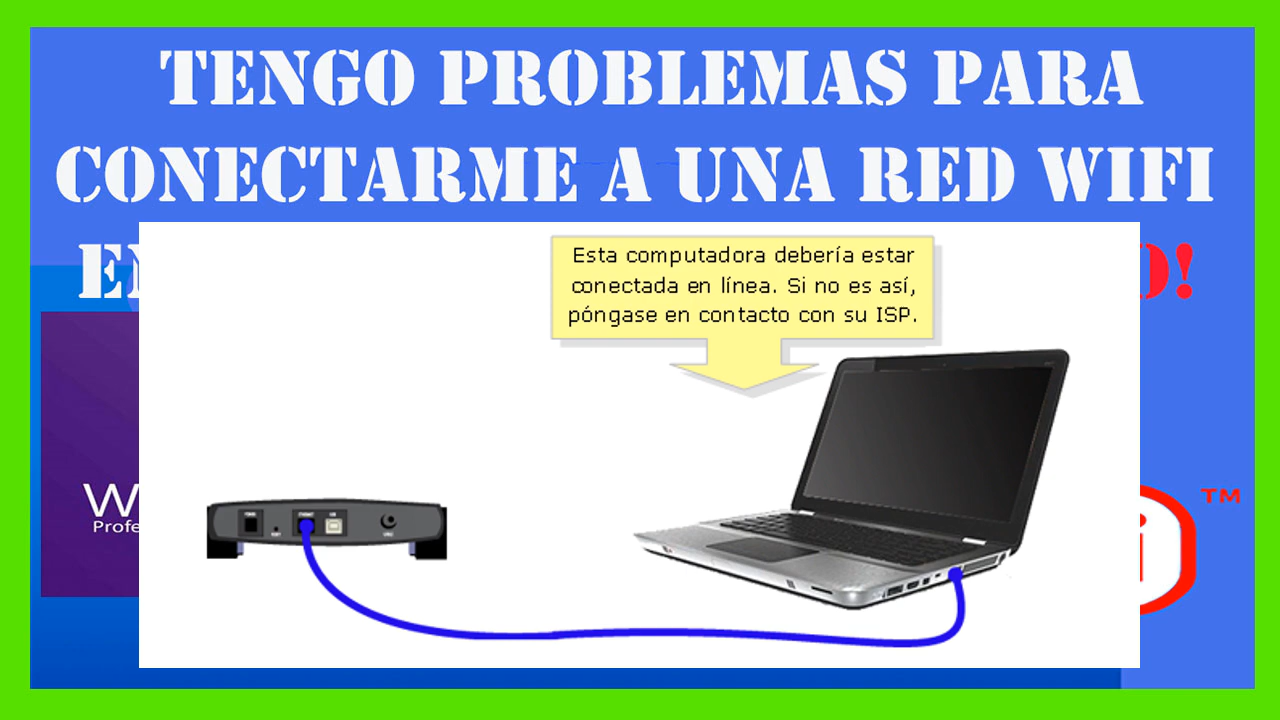 TENGO PROBLEMAS PARA
CONECTARME A UNA RED WIFI
Esta computadora debería estar
conectada en línea. Si no es así,
póngase en contacto con su ISP.
TM